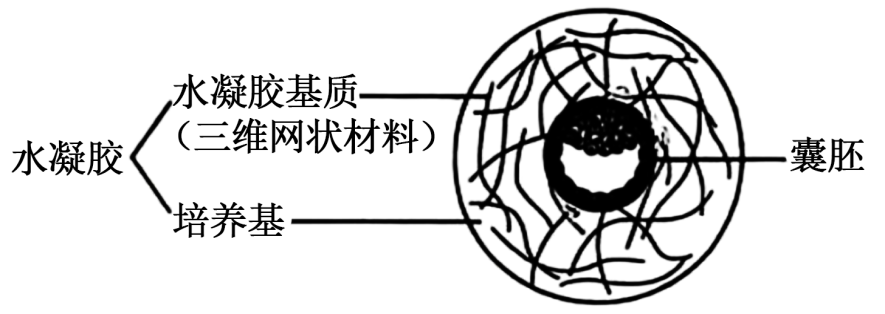 水凝胶基质
（三维网状材料）
水凝胶
囊胚
培养基